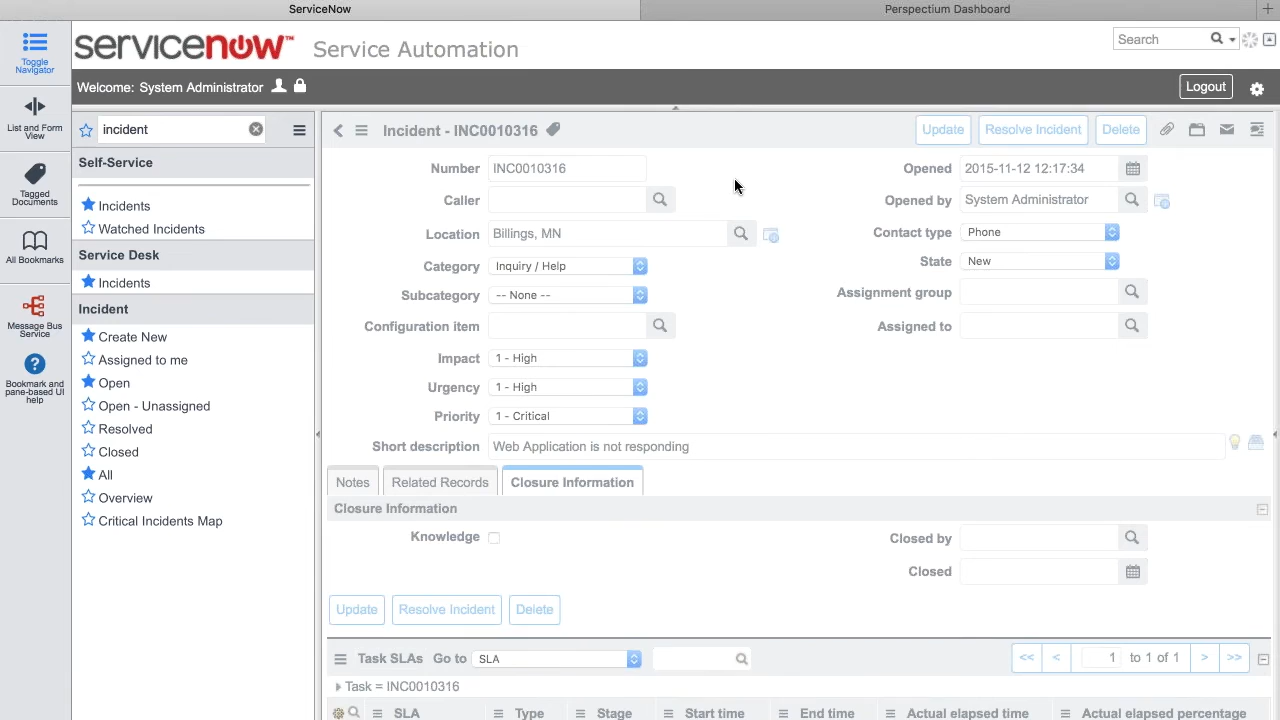 ServiceNow Perspectium Dashboard
servicenow™ Service Automation Search
Welcome: System Administrator Logout
Toggle
Navigator
List and Form
View
Tagged
Documents
All Bookmarks
Message Bus
Service
Bookmark and
pane-based UI
help
incident
Self-Service
Incidents
Watched Incidents
Service Desk
Incidents
Incident
Create New
Assigned to me
Open
Open - Unassigned
Resolved
Closed
All
Overview
Critical Incidents Map
Incident - INC0010316 Update Resolve Incident Delete
Number INC0010316 Opened 2015-11-12 12:17:34
Caller Opened by System Administrator
Location Billings, MN Contact type Phone
Category Inquiry / Help State New
Subcategory -- None -- Assignment group
Configuration item Assigned to
Impact 1 - High
Urgency 1 - High
Priority 1 - Critical
Short description Web Application is not responding
Notes Related Records Closure Information
Closure Information
Knowledge Closed by
Closed
Update Resolve Incident Delete
Task SLAs Go to SLA << < 1 to 1 of 1 > >>
Task = INC0010316
SLA Type Stage Start time End time Actual elapsed time Actual elapsed percentage